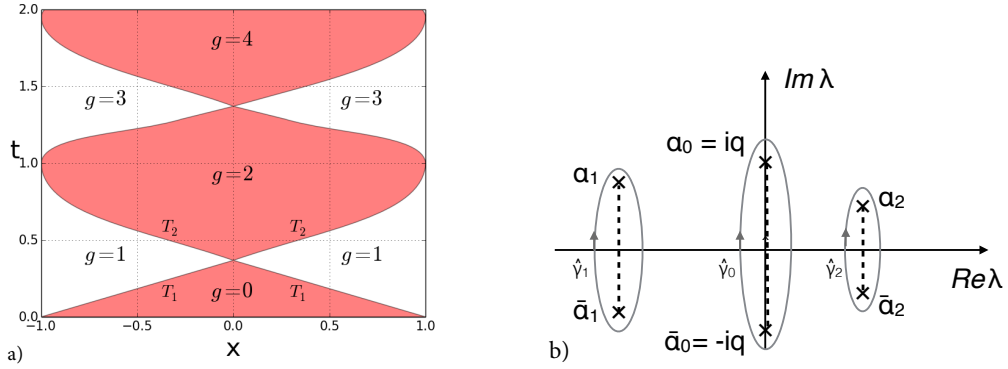 2.0
g=4
g=3 g=3
1.5
t 1.0
g=2
T₂ T₂
0.5
g=1 g=1
T₁ g=0 T₁
0.0
−1.0 −0.5 0.0 0.5 1.0
a) x
Im λ
α₀ = iq
α₁
α₂
γ̂₁ γ̂₀ γ̂₂
Re λ
ᾱ₁
ᾱ₂
ᾱ₀= -iq
b)